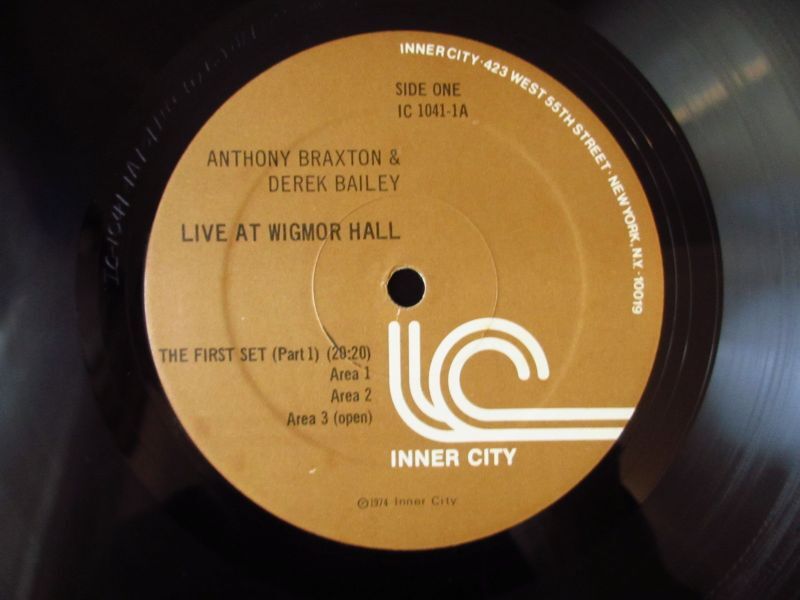 INNER CITY · 423 WEST 55TH STREET · NEW YORK, N.Y. · 10019
SIDE ONE
IC 1041-1A
ANTHONY BRAXTON &
DEREK BAILEY
LIVE AT WIGMOR HALL
THE FIRST SET (Part 1) (20:20)
Area 1
Area 2
Area 3 (open)
INNER CITY
℗1974 Inner City